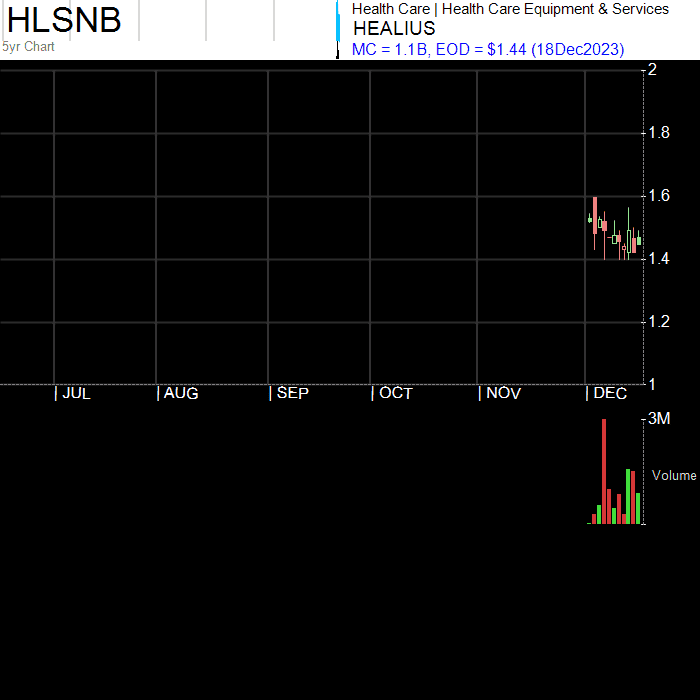 HLSNB
5yr Chart
Health Care | Health Care Equipment & Services
HEALIUS
MC = 1.1B, EOD = $1.44 (18Dec2023)
2
1.8
1.6
1.4
1.2
1
| JUL | AUG | SEP | OCT | NOV | DEC
3M
Volume